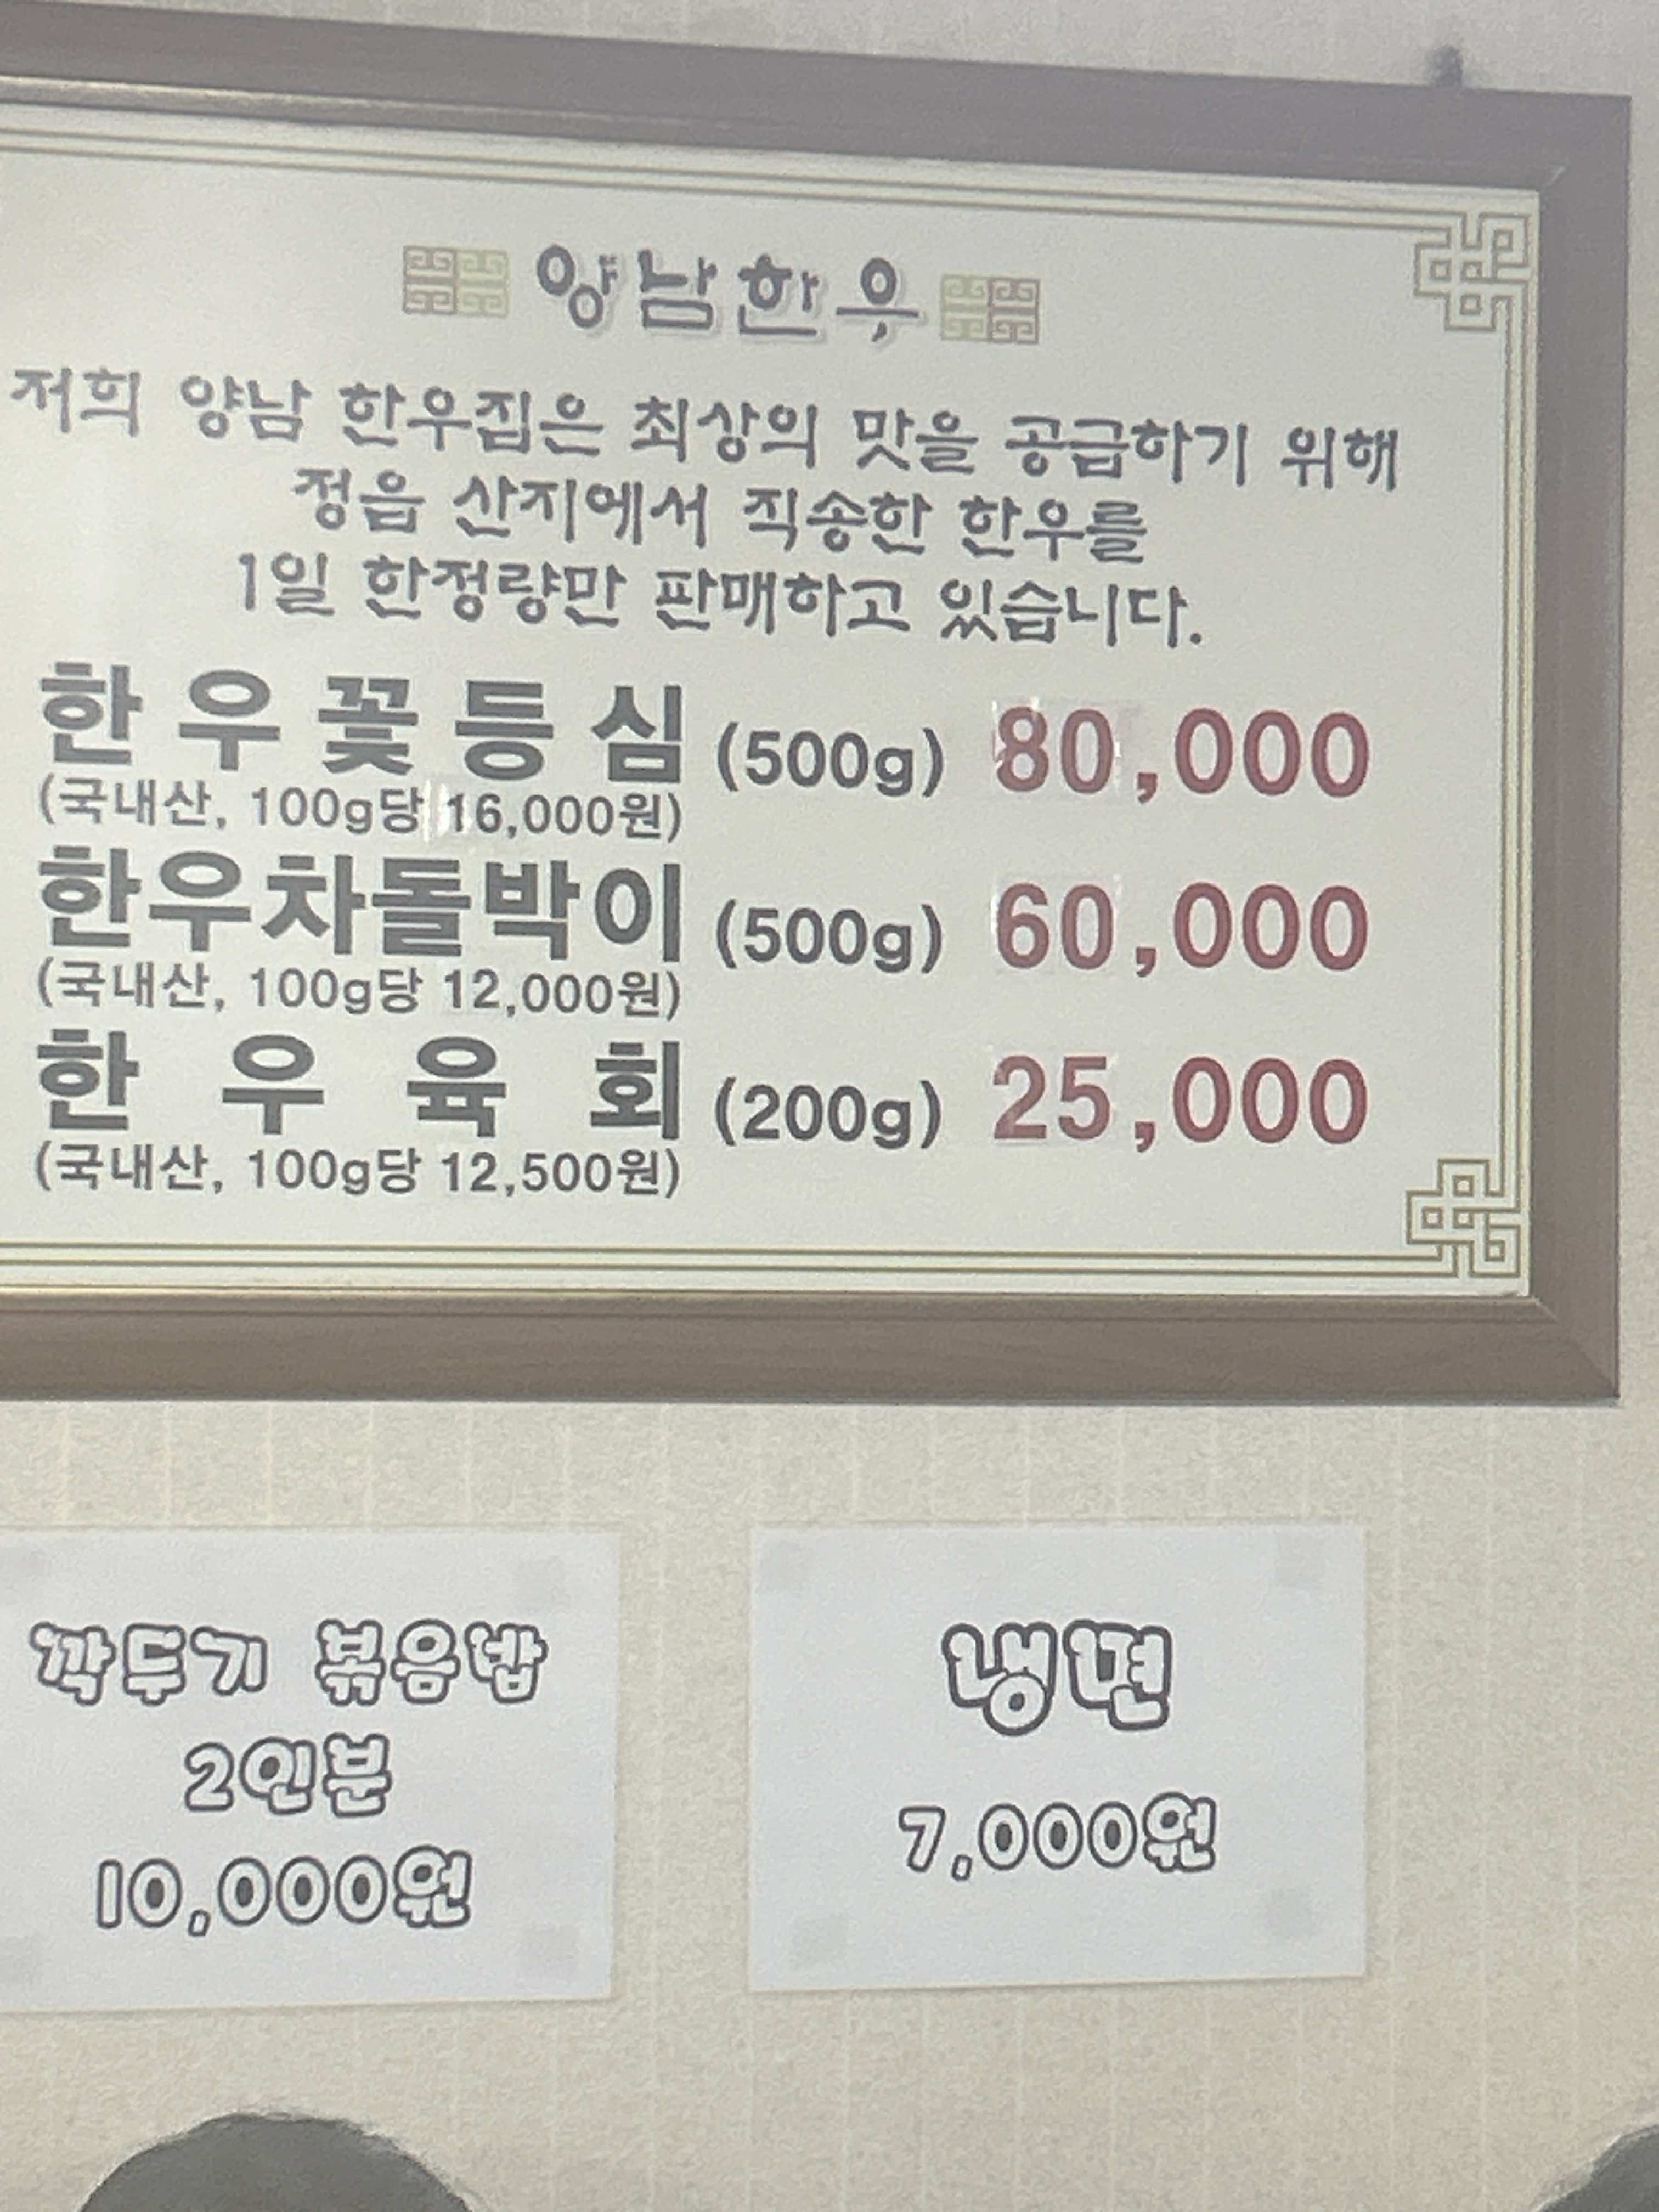 양남한우
저희 양남 한우집은 최상의 맛을 공급하기 위해
정읍 산지에서 직송한 한우를
1일 한정량만 판매하고 있습니다.
한우꽃등심 (500g) 80,000
(국내산, 100g당 16,000원)
한우차돌박이 (500g) 60,000
(국내산, 100g당 12,000원)
한우육회 (200g) 25,000
(국내산, 100g당 12,500원)
깍두기 볶음밥
2인분
10,000원
냉면
7,000원